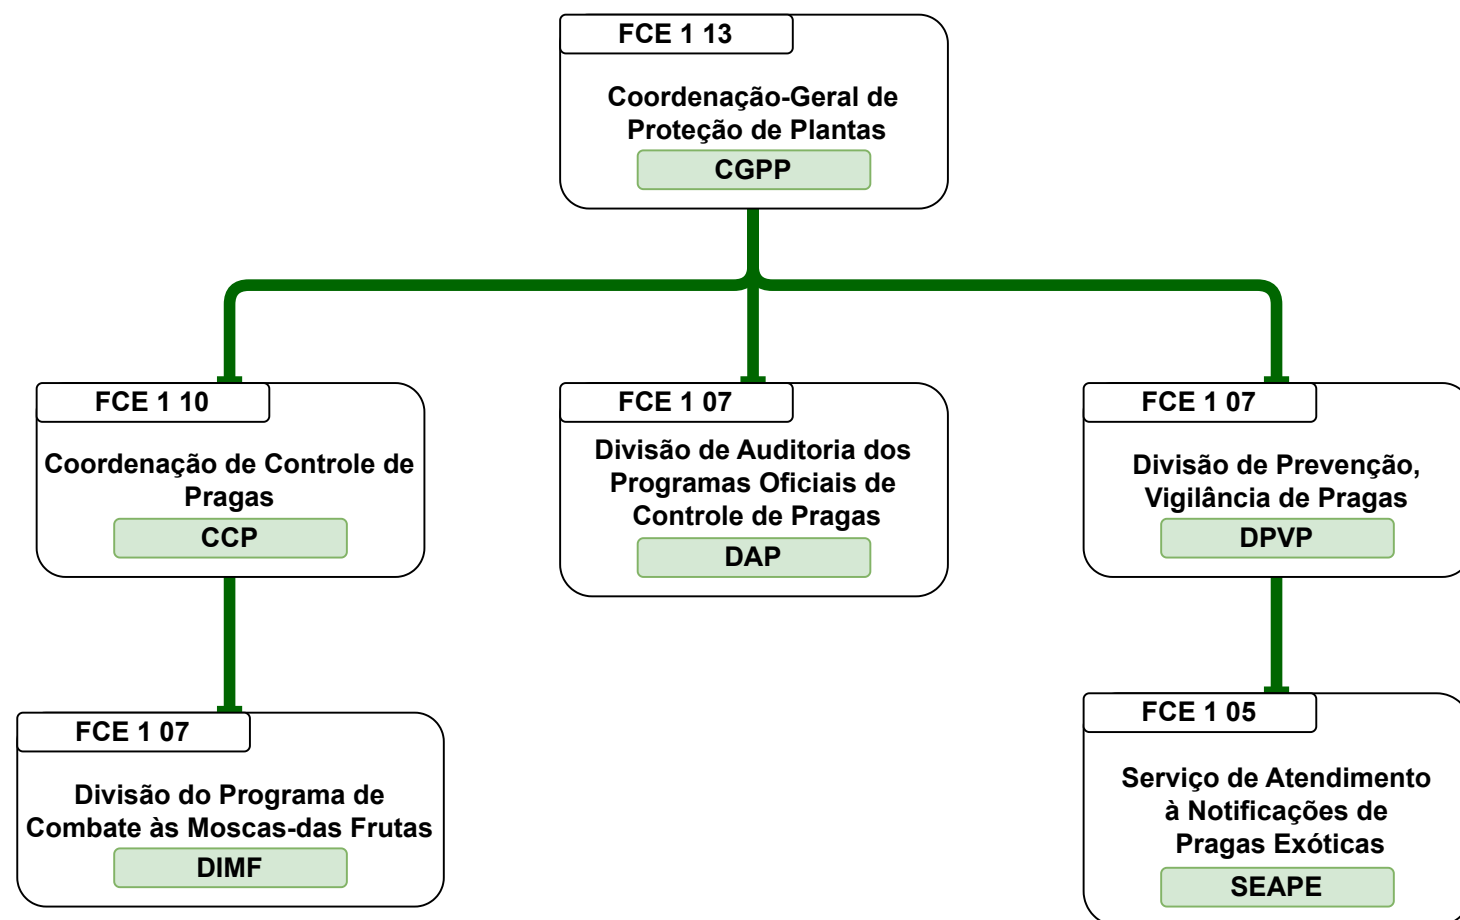 FCE 1 13
Coordenação-Geral de
Proteção de Plantas
CGPP
FCE 1 10
Coordenação de Controle de
Pragas
CCP
FCE 1 07
Divisão de Auditoria dos
Programas Oficiais de
Controle de Pragas
DAP
FCE 1 07
Divisão de Prevenção,
Vigilância de Pragas
DPVP
FCE 1 07
Divisão do Programa de
Combate às Moscas-das Frutas
DIMF
FCE 1 05
Serviço de Atendimento
à Notificações de
Pragas Exóticas
SEAPE